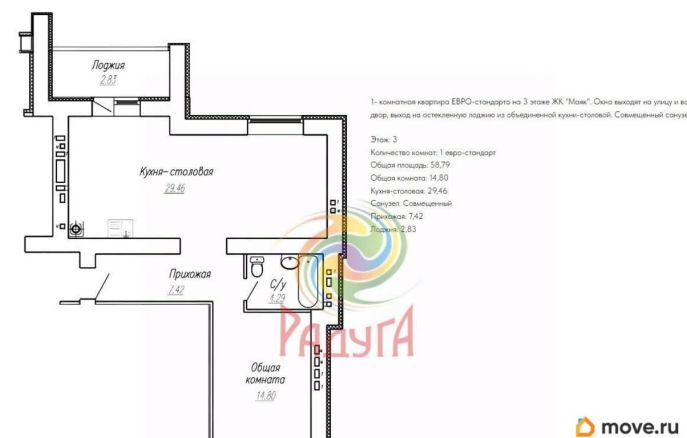 Лоджия
2.83
Кухня-столовая
29.46
Прихожая
7.42
С/у
4.29
Общая
комната
14.80
РАДУГА
1- комнатная квартира ЕВРО-стандарта на 3 этаже ЖК "Маяк". Окна выходят на улицу и во
двор, выход на остекленную лоджию из объединенной кухни-столовой. Совмещенный санузе
Этаж: 3
Количество комнат: 1 евро-стандарт
Общая площадь: 58,79
Общая комната: 14,80
Кухня-столовая: 29,46
Санузел: Совмещенный
Прихожая: 7,42
Лоджия: 2,83
move.ru